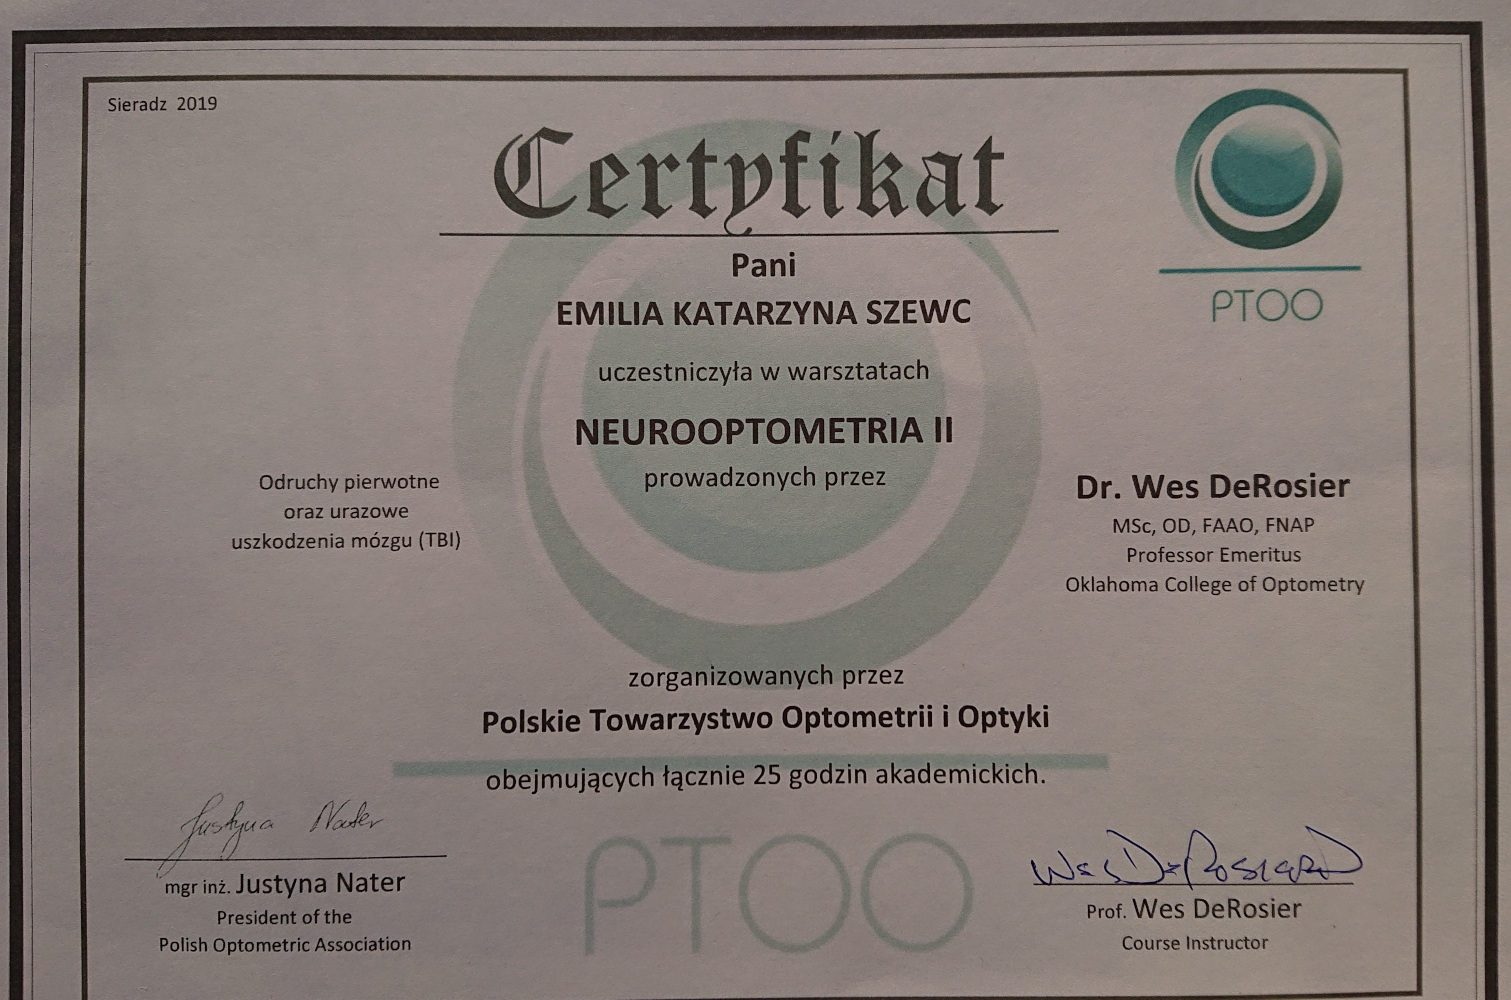 Sieradz 2019
Certyfikat
PTOO
Pani
EMILIA KATARZYNA SZEWC
uczestniczyła w warsztatach
NEUROOPTOMETRIA II
prowadzonych przez
Odruchy pierwotne
oraz urazowe
uszkodzenia mózgu (TBI)
Dr. Wes DeRosier
MSc, OD, FAAO, FNAP
Professor Emeritus
Oklahoma College of Optometry
zorganizowanych przez
Polskie Towarzystwo Optometrii i Optyki
obejmujących łącznie 25 godzin akademickich.
PTOO
Justyna Nater
mgr inż. Justyna Nater
President of the
Polish Optometric Association
Wes DeRosier
Prof. Wes DeRosier
Course Instructor